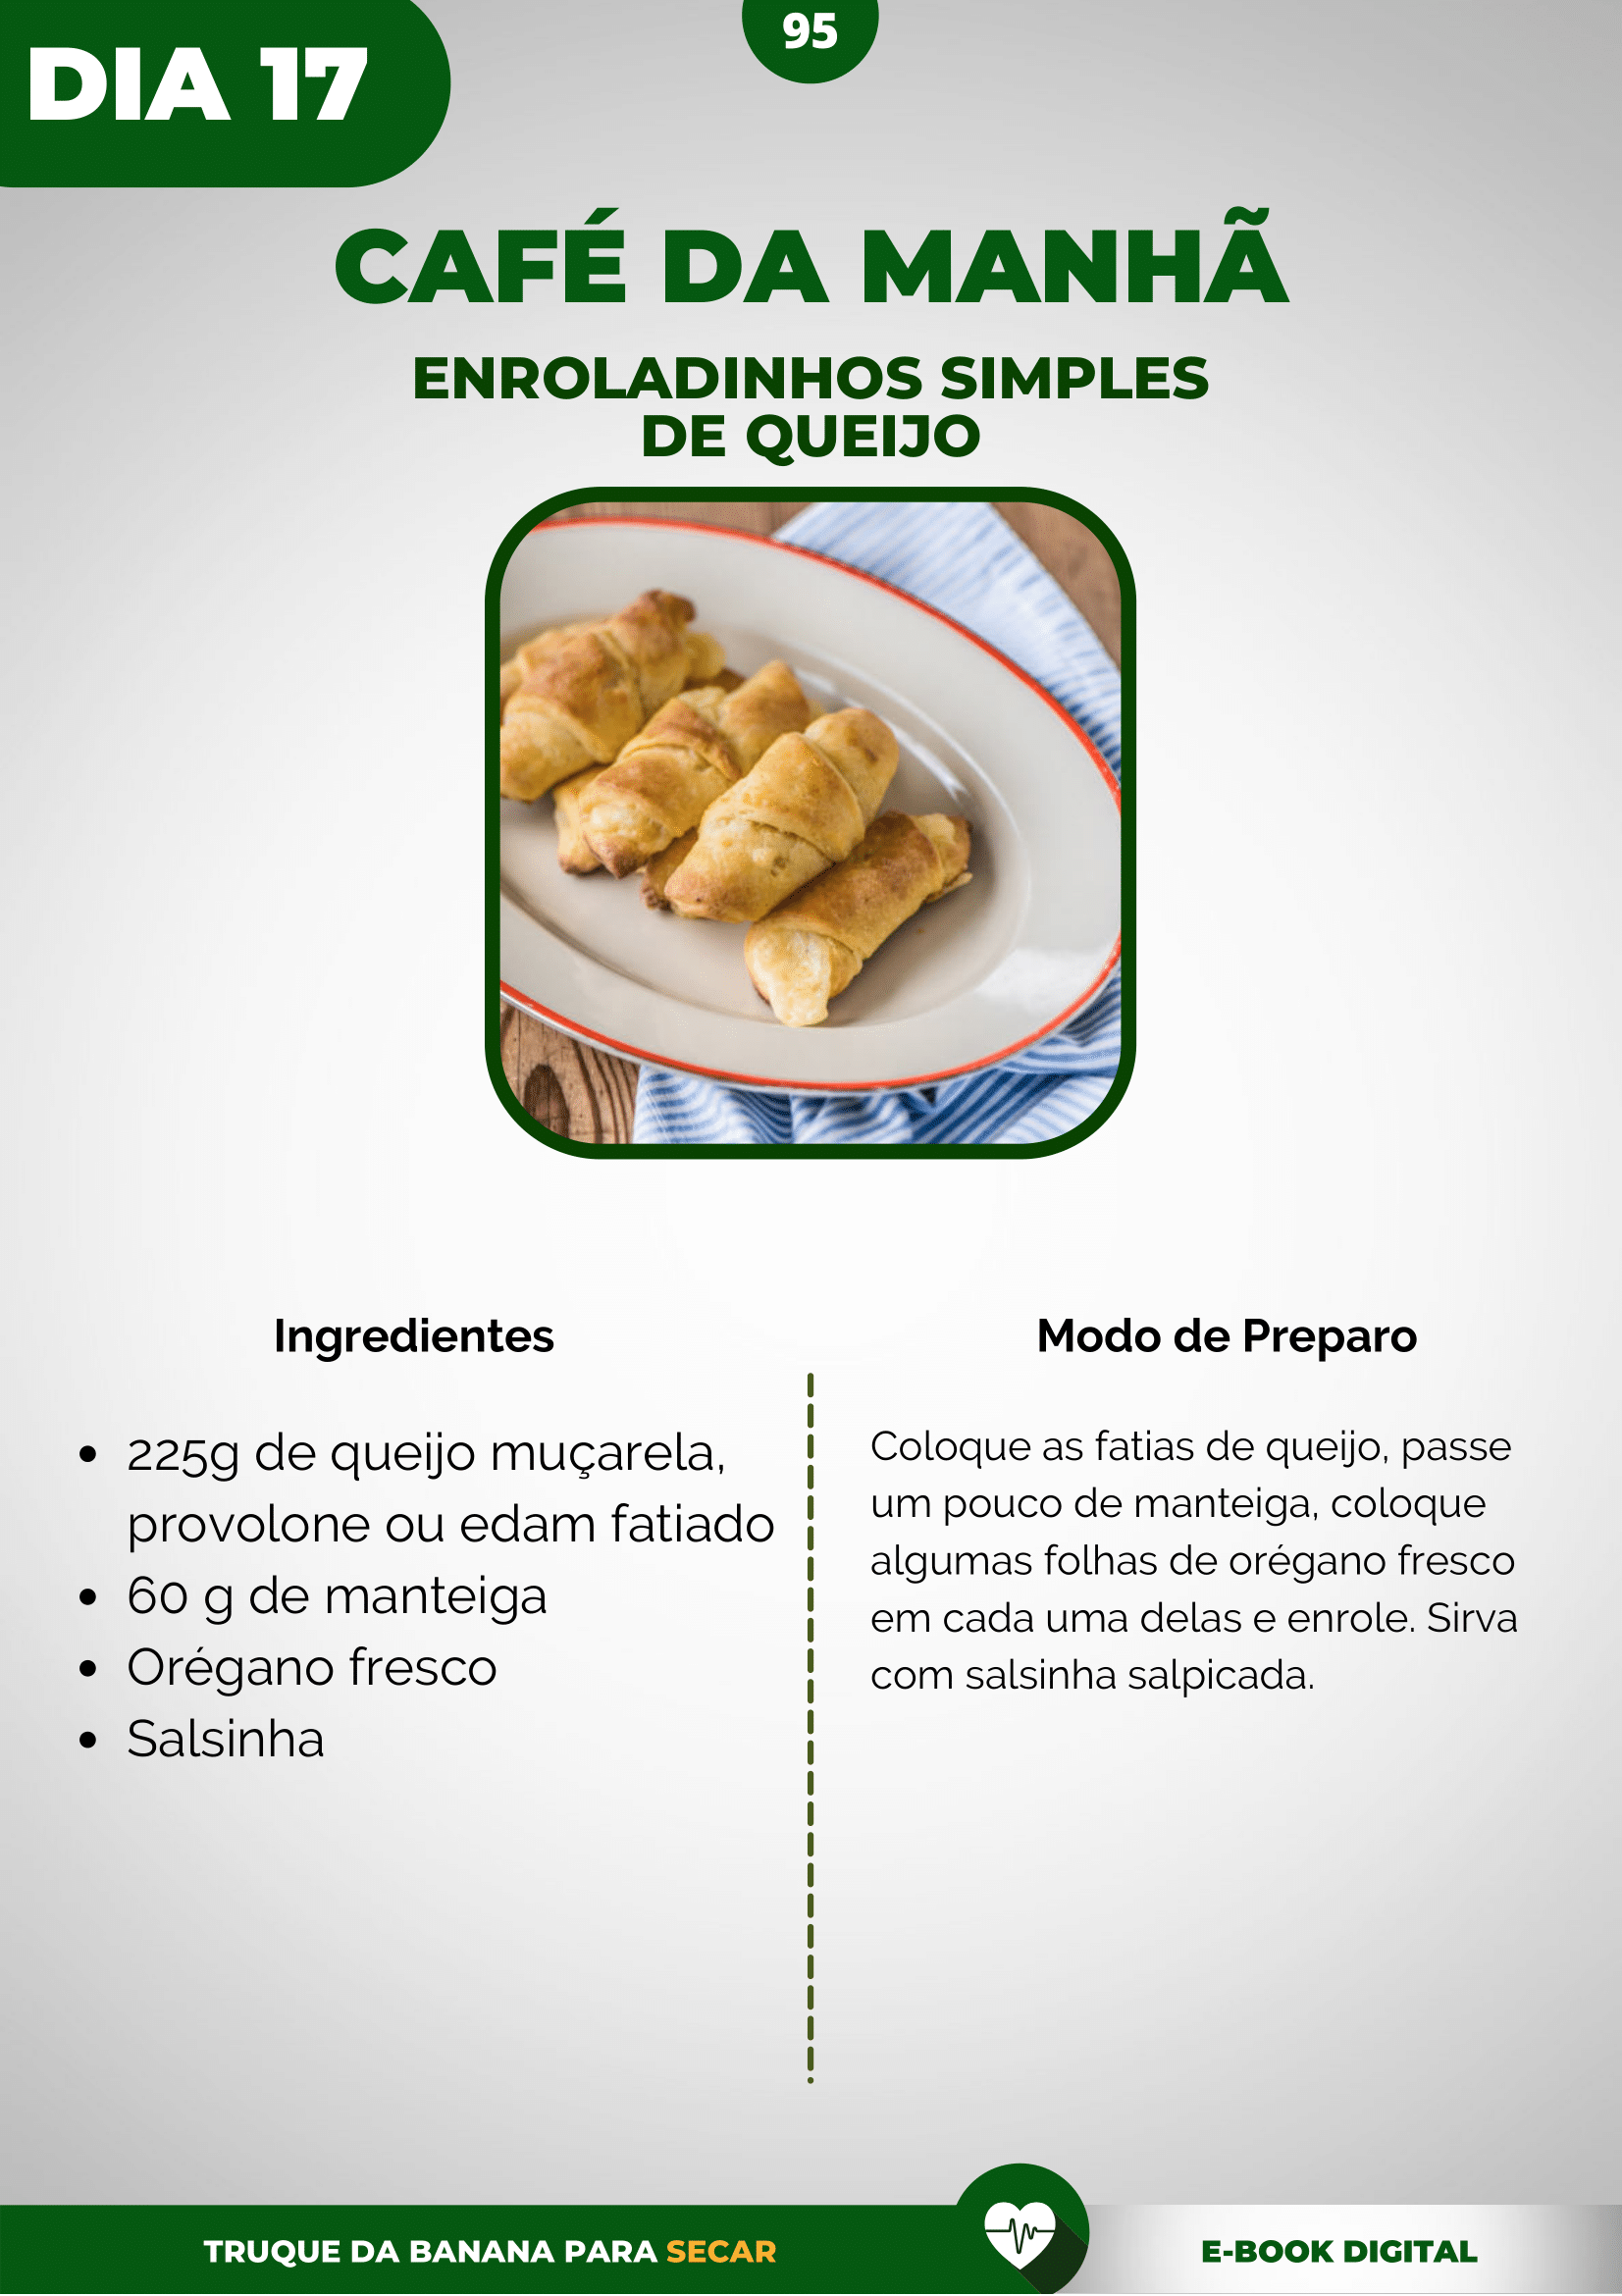 DIA 17
95
CAFÉ DA MANHÃ
ENROLADINHOS SIMPLES
DE QUEIJO
Ingredientes
• 225g de queijo muçarela,
provolone ou edam fatiado
• 60 g de manteiga
• Orégano fresco
• Salsinha
Modo de Preparo
Coloque as fatias de queijo, passe
um pouco de manteiga, coloque
algumas folhas de orégano fresco
em cada uma delas e enrole. Sirva
com salsinha salpicada.
TRUQUE DA BANANA PARA SECAR
E-BOOK DIGITAL